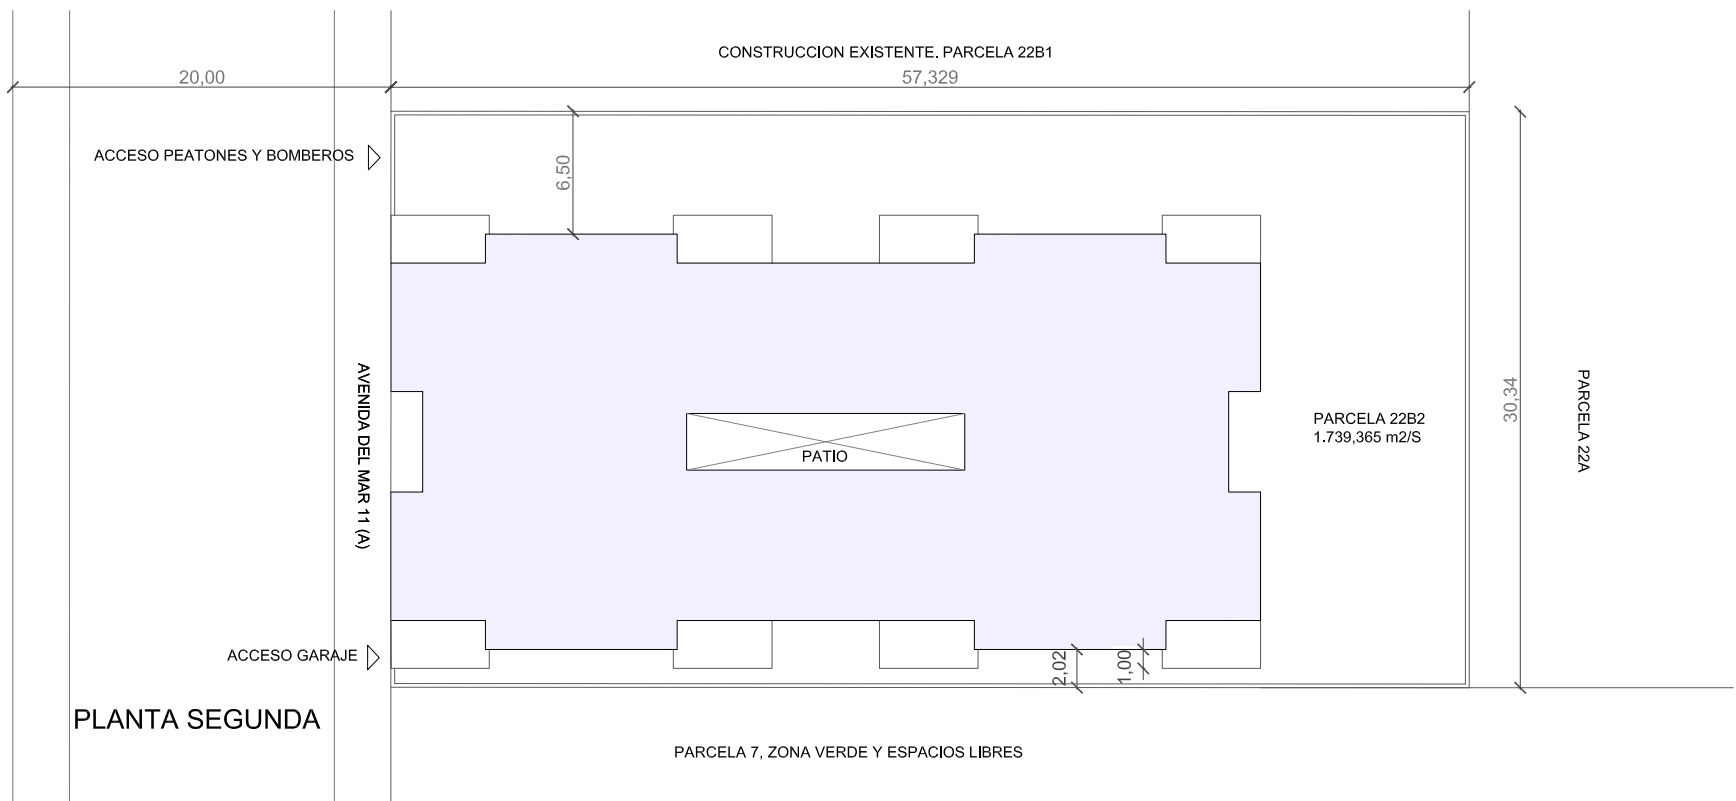 CONSTRUCCION EXISTENTE. PARCELA 22B1
20,00
57,329
ACCESO PEATONES Y BOMBEROS
6,50
AVENIDA DEL MAR 11 (A)
30,34
PARCELA 22A
PARCELA 22B2
1.739,365 m2/S
PATIO
ACCESO GARAJE
2,02
1,00
PLANTA SEGUNDA
PARCELA 7, ZONA VERDE Y ESPACIOS LIBRES